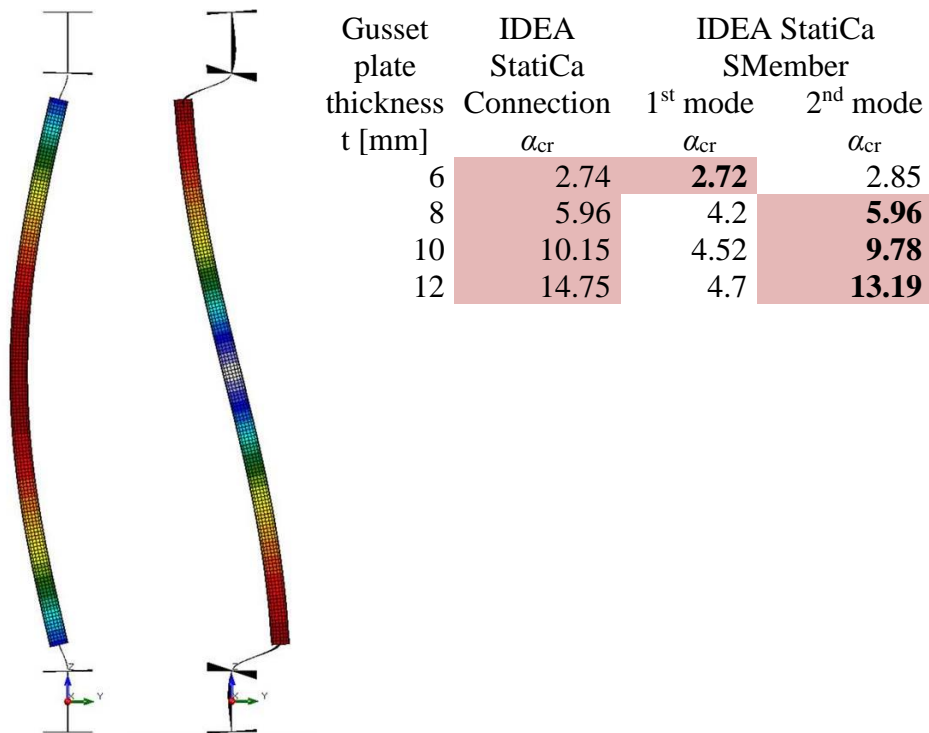 Gusset IDEA IDEA StatiCa
plate StatiCa SMember
thickness Connection 1st mode 2nd mode
t [mm] αcr αcr αcr
6 2.74 2.72 2.85
8 5.96 4.2 5.96
10 10.15 4.52 9.78
12 14.75 4.7 13.19
Z Z
X Y X Y